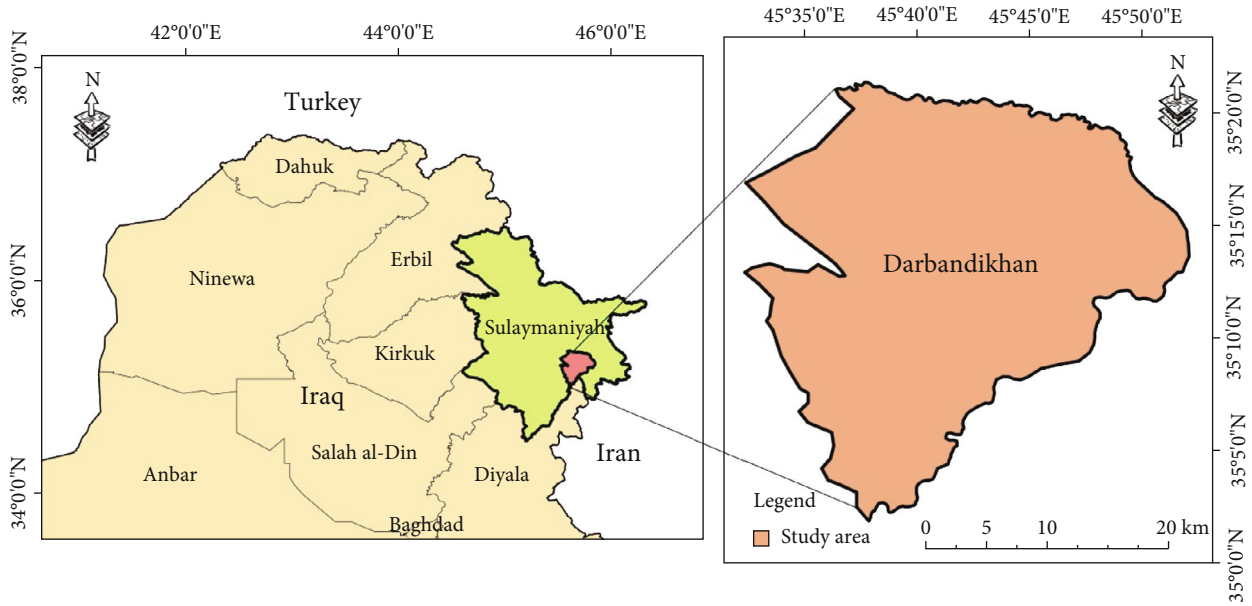 42°0'0"E 44°0'0"E 46°0'0"E
38°0'0"N
36°0'0"N
34°0'0"N
N
Turkey
Dahuk
Ninewa
Erbil
Sulaymaniyah
Kirkuk
Iraq
Salah al-Din
Iran
Anbar
Diyala
Baghdad
45°35'0"E 45°40'0"E 45°45'0"E 45°50'0"E
N
35°20'0"N
35°15'0"N
35°10'0"N
35°5'0"N
35°0'0"N
Darbandikhan
Legend
Study area
0 5 10 20 km